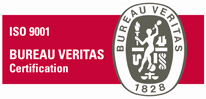 ISO 9001
BUREAU VERITAS
Certification
BUREAU VERITAS
1828